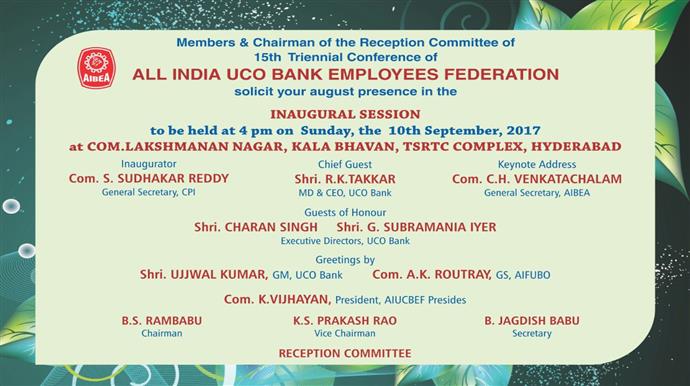 AIBEA
Members & Chairman of the Reception Committee of
15th Triennial Conference of
ALL INDIA UCO BANK EMPLOYEES FEDERATION
solicit your august presence in the
INAUGURAL SESSION
to be held at 4 pm on Sunday, the 10th September, 2017
at COM.LAKSHMANAN NAGAR, KALA BHAVAN, TSRTC COMPLEX, HYDERABAD
Inaugurator Chief Guest Keynote Address
Com. S. SUDHAKAR REDDY Shri. R.K.TAKKAR Com. C.H. VENKATACHALAM
General Secretary, CPI MD & CEO, UCO Bank General Secretary, AIBEA
Guests of Honour
Shri. CHARAN SINGH Shri. G. SUBRAMANIA IYER
Executive Directors, UCO Bank
Greetings by
Shri. UJJWAL KUMAR, GM, UCO Bank Com. A.K. ROUTRAY, GS, AIFUBO
Com. K.VIJHAYAN, President, AIUCBEF Presides
B.S. RAMBABU K.S. PRAKASH RAO B. JAGDISH BABU
Chairman Vice Chairman Secretary
RECEPTION COMMITTEE